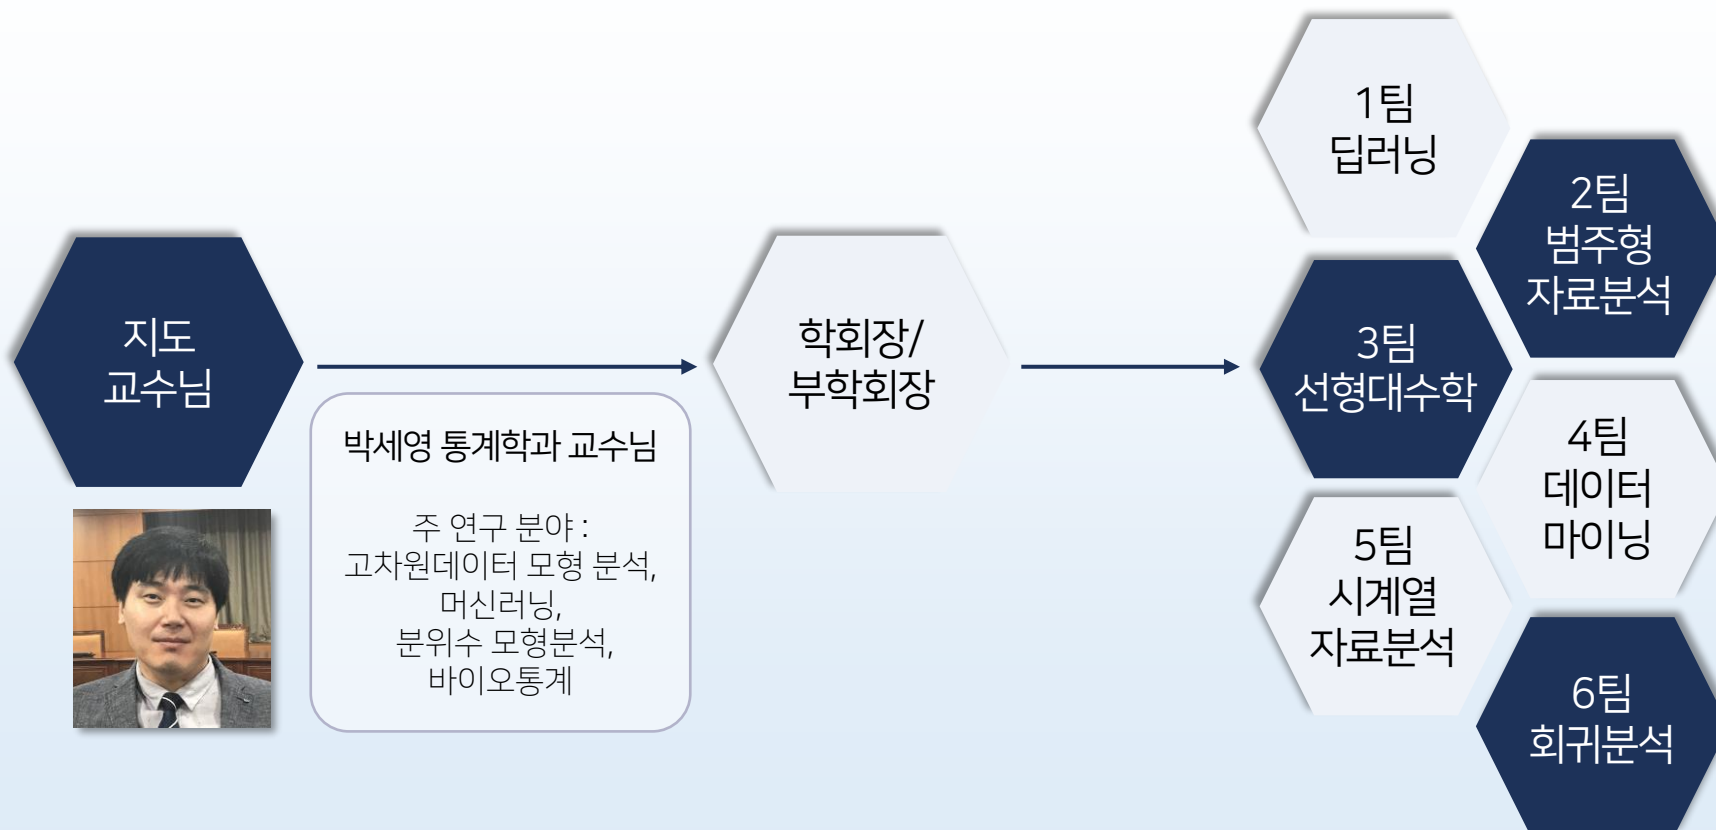 지도
교수님
박세영 통계학과 교수님
주 연구 분야 :
고차원데이터 모형 분석,
머신러닝,
분위수 모형분석,
바이오통계
학회장/
부학회장
1팀
딥러닝
2팀
범주형
자료분석
3팀
선형대수학
4팀
데이터
마이닝
5팀
시계열
자료분석
6팀
회귀분석